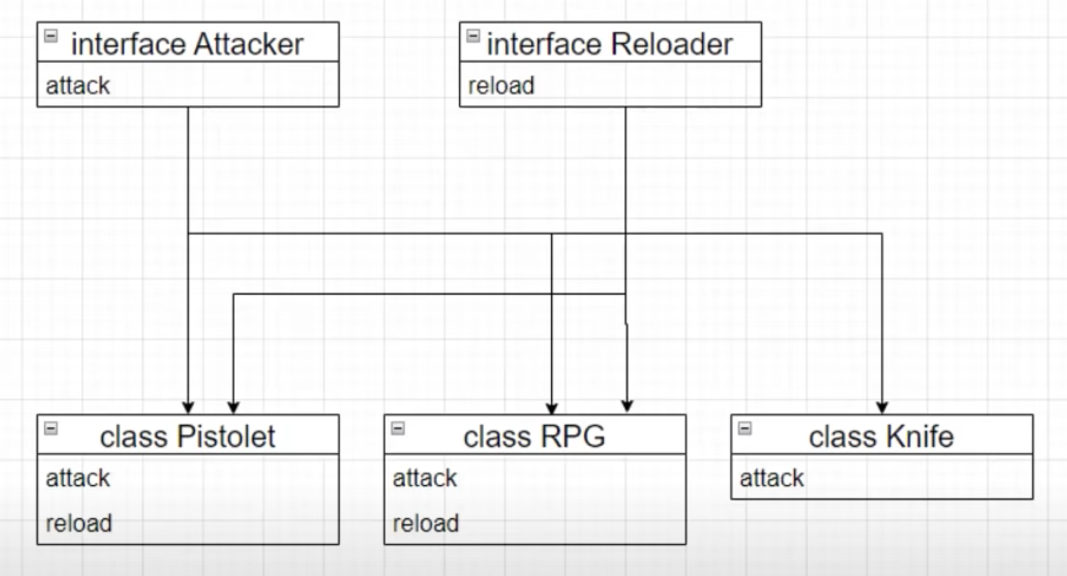 interface Attacker
attack
interface Reloader
reload
class Pistolet
attack
reload
class RPG
attack
reload
class Knife
attack